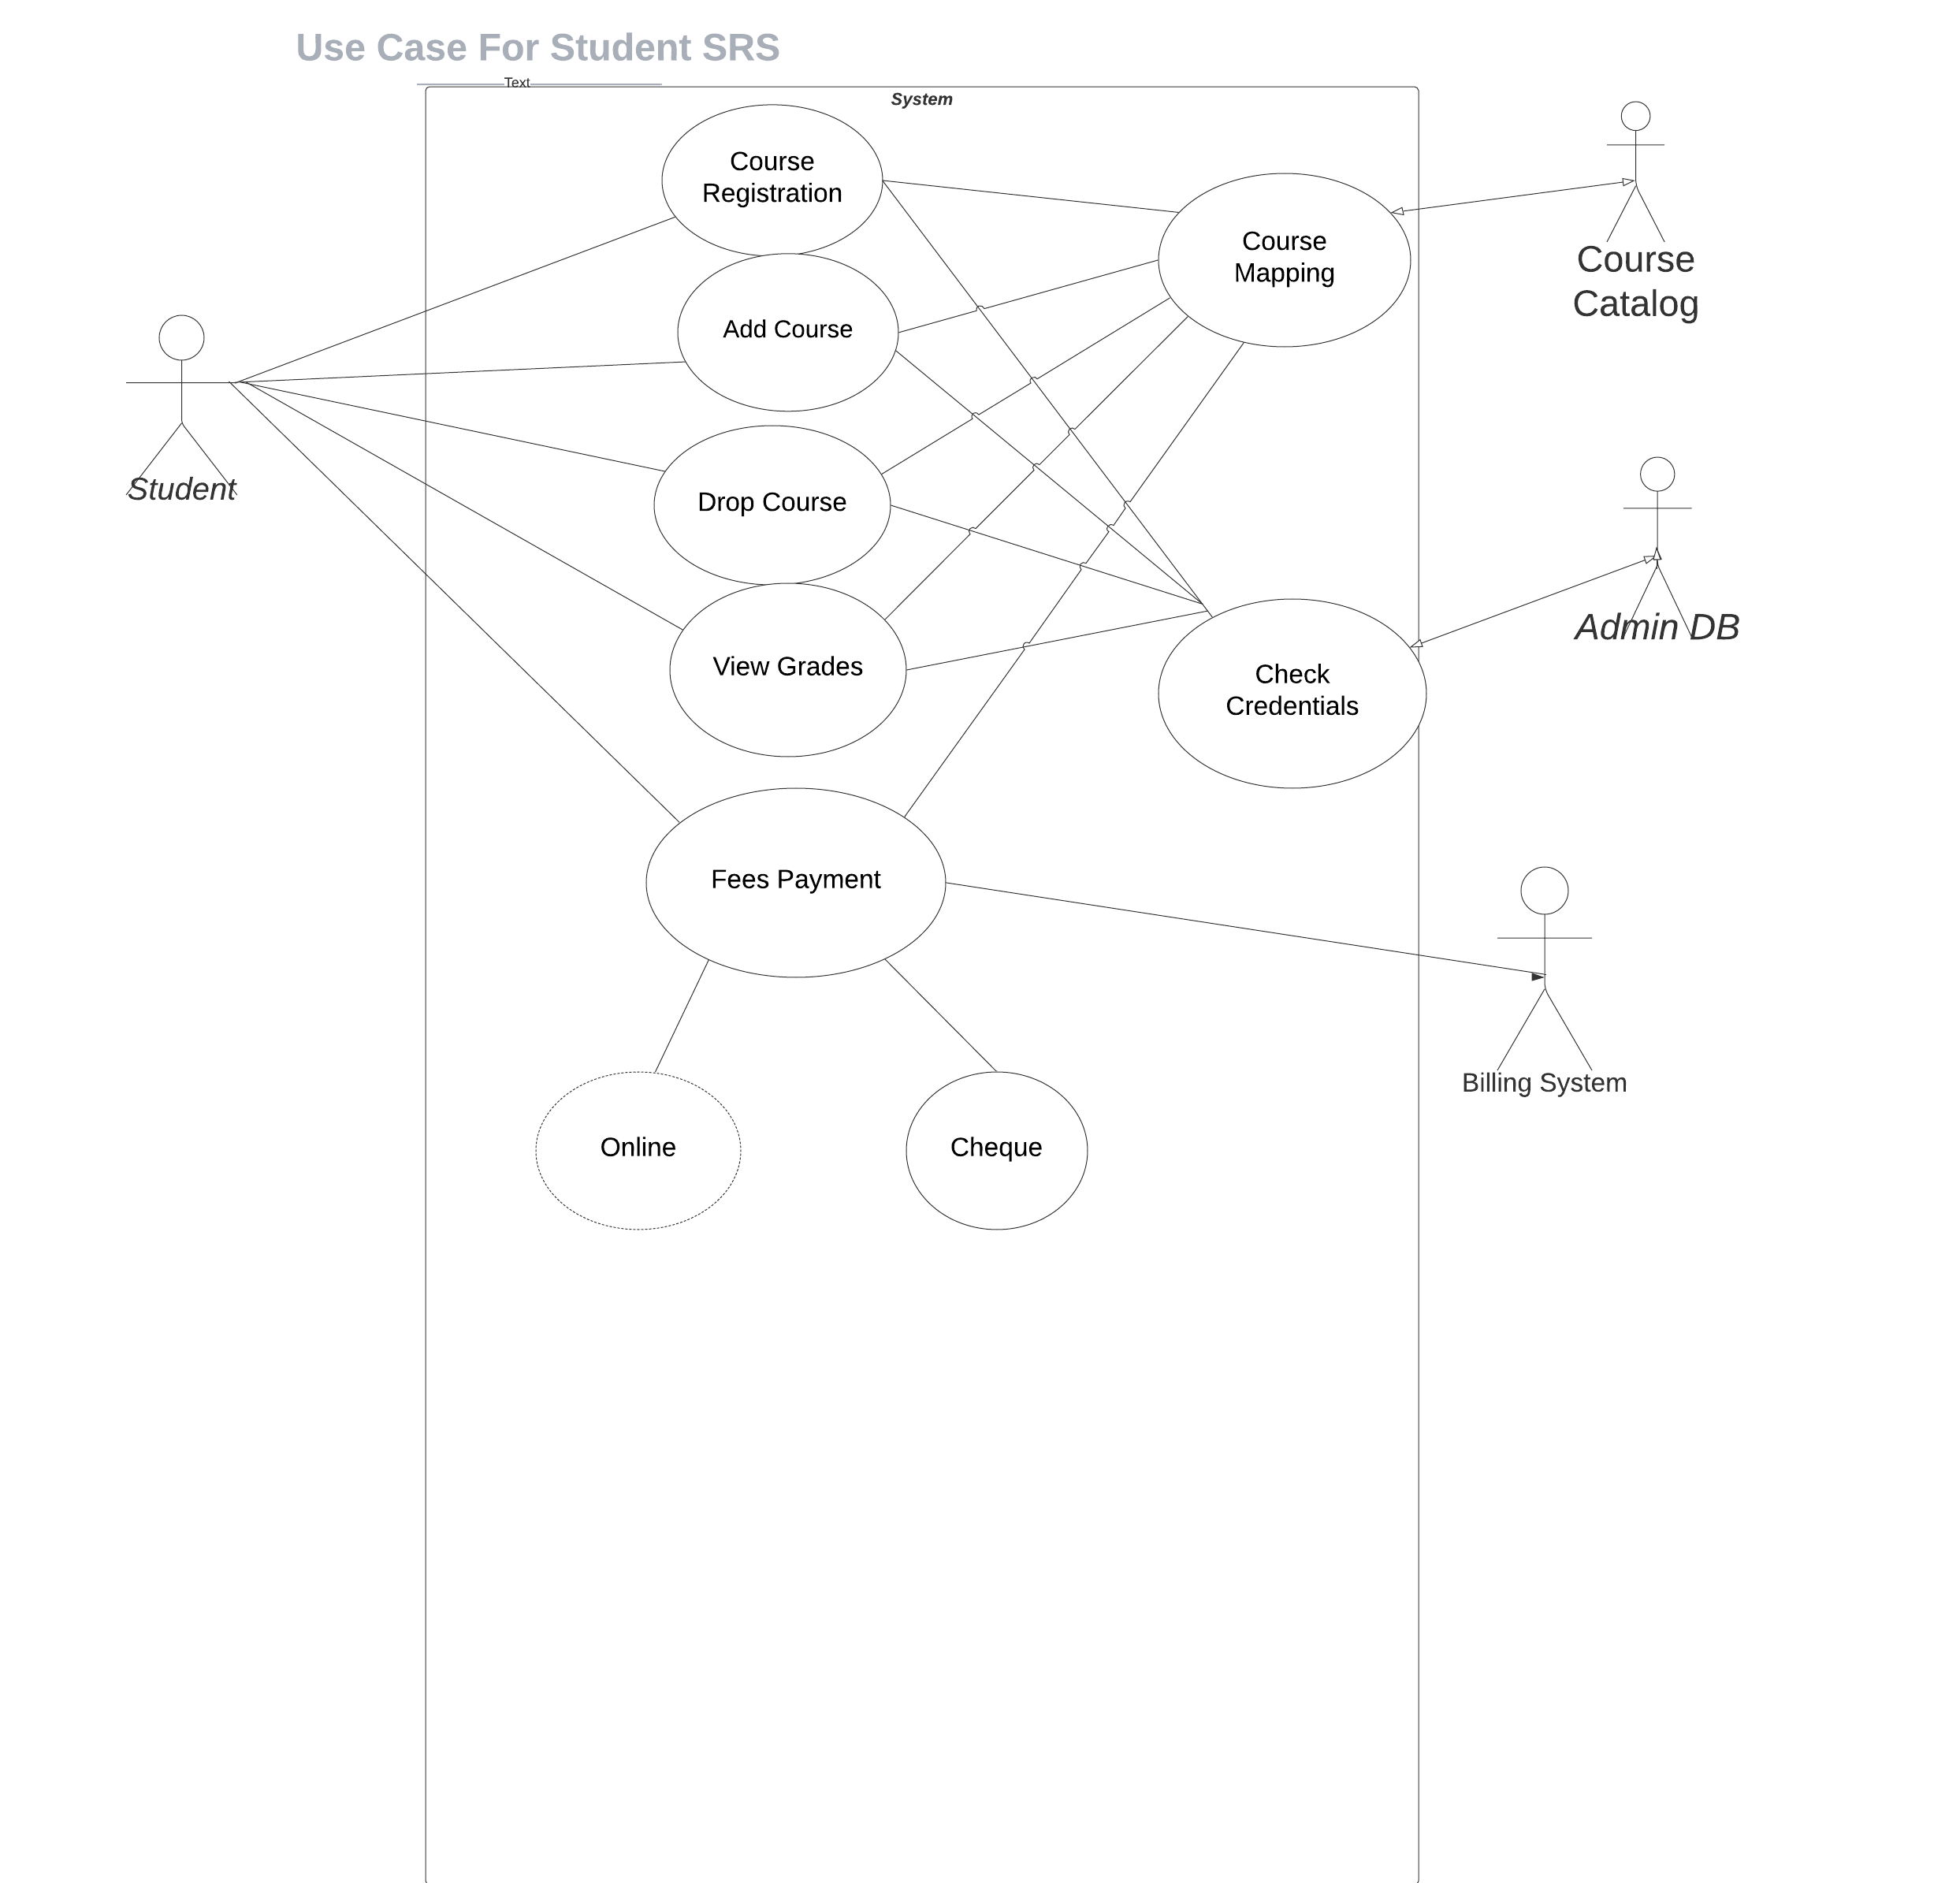 Use Case For Student SRS
Text
System
Course
Registration
Course
Mapping
Course
Catalog
Add Course
Student
Drop Course
Admin DB
View Grades
Check
Credentials
Fees Payment
Billing System
Online
Cheque